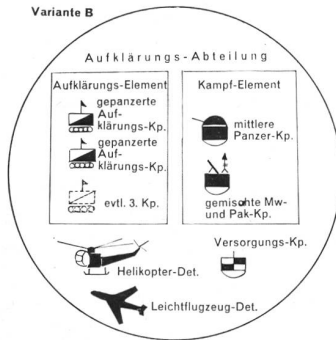 Variante B
Aufklärungs-Abteilung
Aufklärungs-Element
gepanzerte
Auf-
klärungs-Kp.
gepanzerte
Auf-
klärungs-Kp.
evtl. 3. Kp.
Kampf-Element
mittlere
Panzer-Kp.
gemischte Mw-
und Pak-Kp.
Versorgungs-Kp.
Helikopter-Det.
Leichtflugzeug-Det.